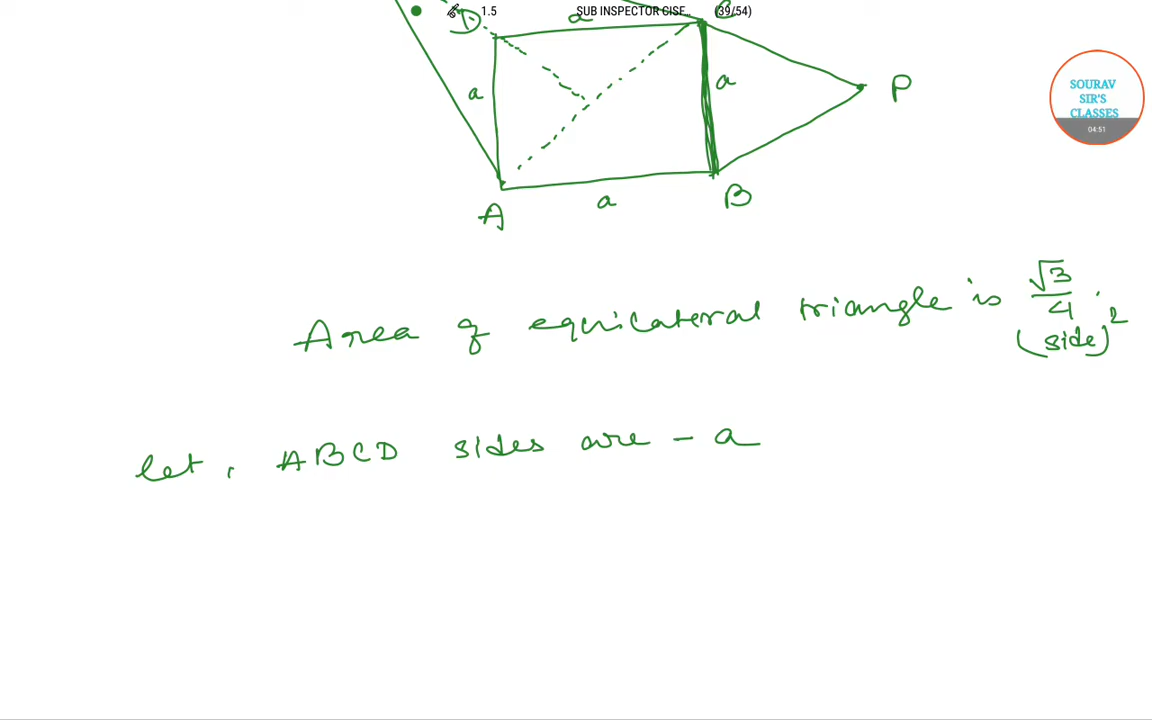 1.5 SUB INSPECTOR CISF... (39/54)
D a C
a a P
SOURAV
SIR'S
CLASSES
04:51
A a B
Area of equilateral triangle is √3/4 . (side)²
let, ABCD sides are - a